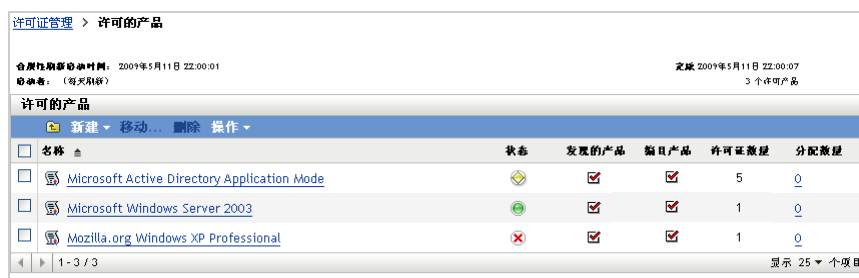 许可证管理 > 许可的产品
合规性刷新启动时间： 2009年5月11日 22:00:01
完成 2009年5月11日 22:00:07
启动者： （每天刷新）
3 个许可产品
许可的产品
新建 移动... 删除 操作
名称 状态 发现的产品 编目产品 许可证数量 分配数量
Microsoft Active Directory Application Mode 5 0
Microsoft Windows Server 2003 1 0
Mozilla.org Windows XP Professional 1 0
1 - 3 / 3 显示 25 个项目